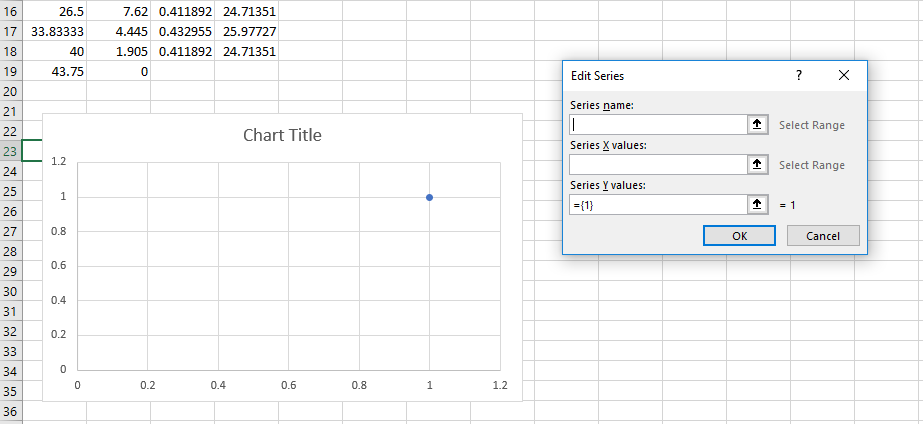 16 26.5 7.62 0.411892 24.71351
17 33.83333 4.445 0.432955 25.97727
18 40 1.905 0.411892 24.71351
19 43.75 0
20
21
22
23
24
25
26
27
28
29
30
31
32
33
34
35
36
Chart Title
1.2
1
0.8
0.6
0.4
0.2
0
0 0.2 0.4 0.6 0.8 1 1.2
Edit Series ?
Series name:
Select Range
Series X values:
Select Range
Series Y values:
={1} = 1
OK Cancel